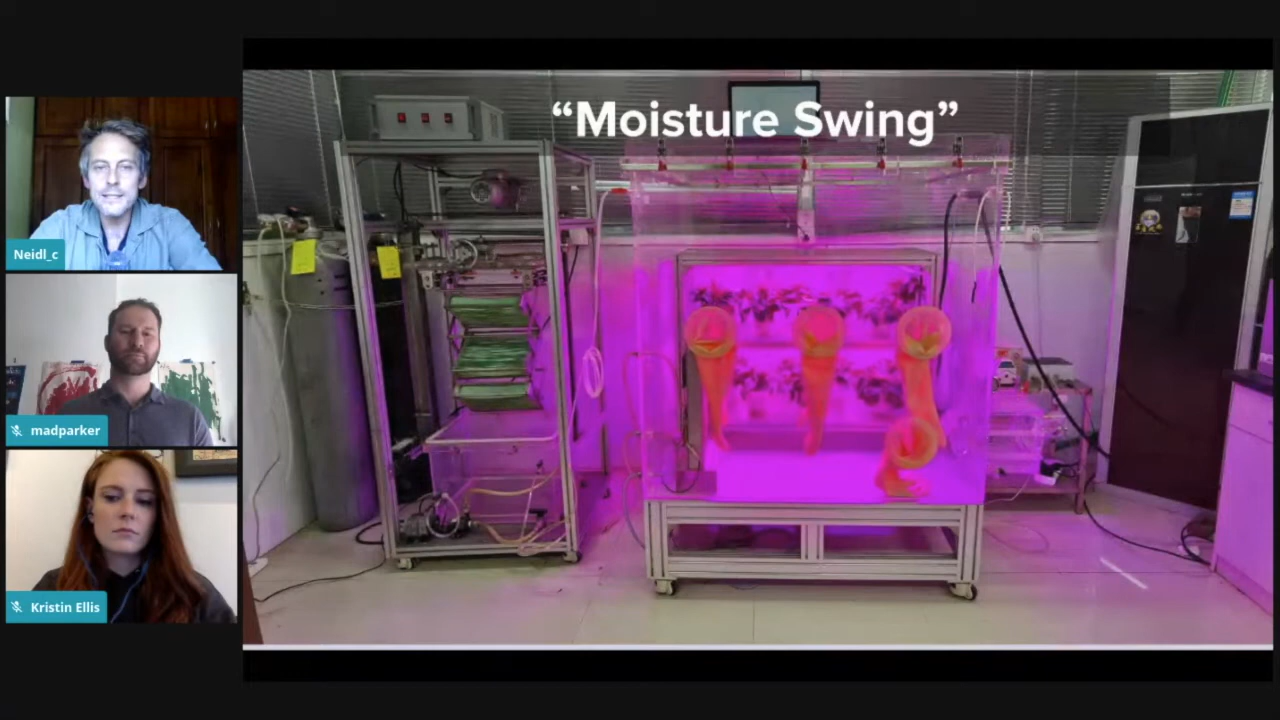 “Moisture Swing”
Neidl_c
madparker
Kristin Ellis